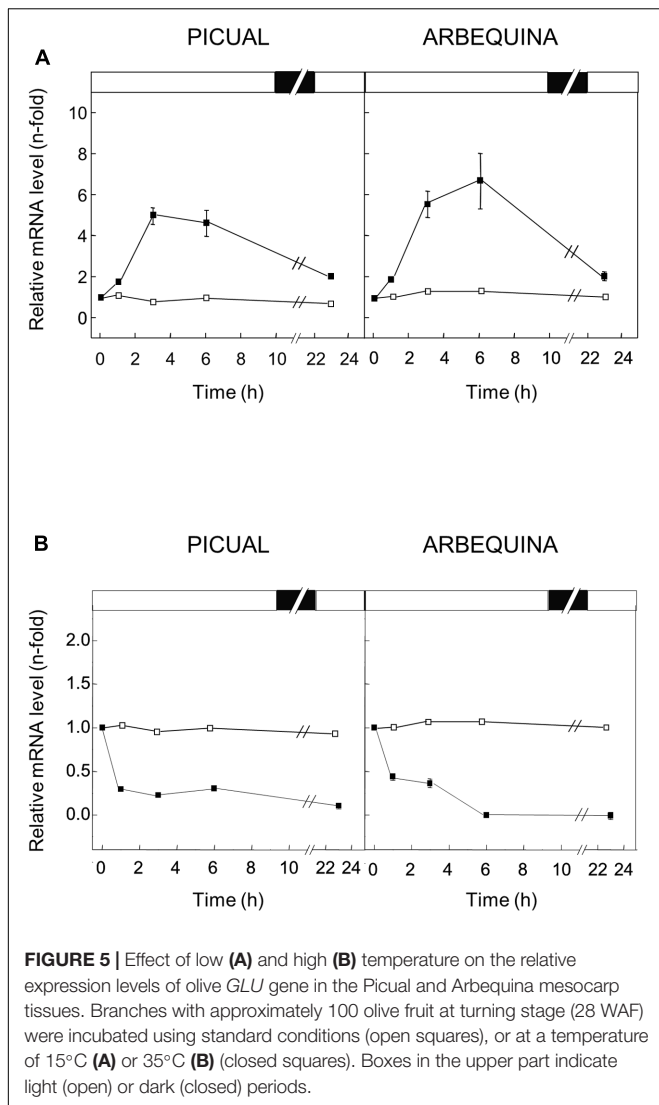 PICUAL ARBEQUINA
A
Relative mRNA level (n-fold)
10
8
6
4
2
0
0 2 4 6 8 10 22 24 0 2 4 6 8 10 22 24
Time (h) Time (h)
B
PICUAL ARBEQUINA
Relative mRNA level (n-fold)
2.0
1.5
1.0
0.5
0.0
0 2 4 6 8 10 22 24 0 2 4 6 8 10 22 24
Time (h) Time (h)
FIGURE 5 | Effect of low (A) and high (B) temperature on the relative
expression levels of olive GLU gene in the Picual and Arbequina mesocarp
tissues. Branches with approximately 100 olive fruit at turning stage (28 WAF)
were incubated using standard conditions (open squares), or at a temperature
of 15°C (A) or 35°C (B) (closed squares). Boxes in the upper part indicate
light (open) or dark (closed) periods.